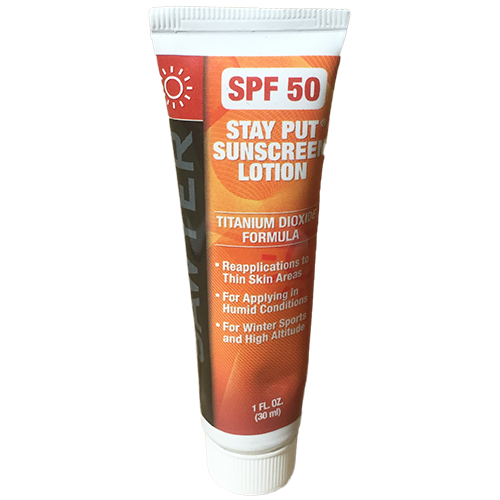 SPF 50
STAY PUT®
SUNSCREEN
LOTION
TITANIUM DIOXIDE
FORMULA
• Reapplications to
Thin Skin Areas
• For Applying In
Humid Conditions
• For Winter Sports
and High Altitude
1 FL. OZ.
(30 ml)
SAWYER